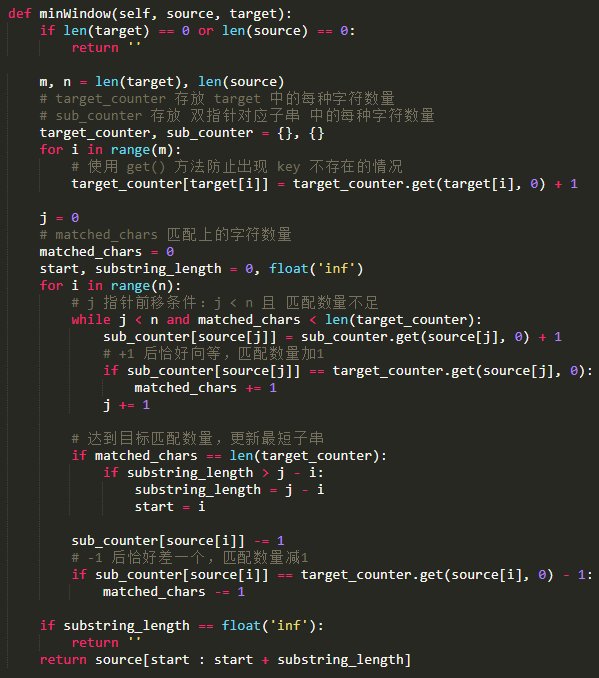 def minWindow(self, source, target):
    if len(target) == 0 or len(source) == 0:
        return ''

    m, n = len(target), len(source)
    # target_counter 存放 target 中的每种字符数量
    # sub_counter 存放 双指针对应子串 中的每种字符数量
    target_counter, sub_counter = {}, {}
    for i in range(m):
        # 使用 get() 方法防止出现 key 不存在的情况
        target_counter[target[i]] = target_counter.get(target[i], 0) + 1

    j = 0
    # matched_chars 匹配上的字符数量
    matched_chars = 0
    start, substring_length = 0, float('inf')
    for i in range(n):
        # j 指针前移条件：j < n 且 匹配数量不足
        while j < n and matched_chars < len(target_counter):
            sub_counter[source[j]] = sub_counter.get(source[j], 0) + 1
            # +1 后恰好向等，匹配数量加1
            if sub_counter[source[j]] == target_counter.get(source[j], 0):
                matched_chars += 1
            j += 1

        # 达到目标匹配数量，更新最短子串
        if matched_chars == len(target_counter):
            if substring_length > j - i:
                substring_length = j - i
                start = i

        sub_counter[source[i]] -= 1
        # -1 后恰好差一个，匹配数量减1
        if sub_counter[source[i]] == target_counter.get(source[i], 0) - 1:
            matched_chars -= 1

    if substring_length == float('inf'):
        return ''
    return source[start : start + substring_length]